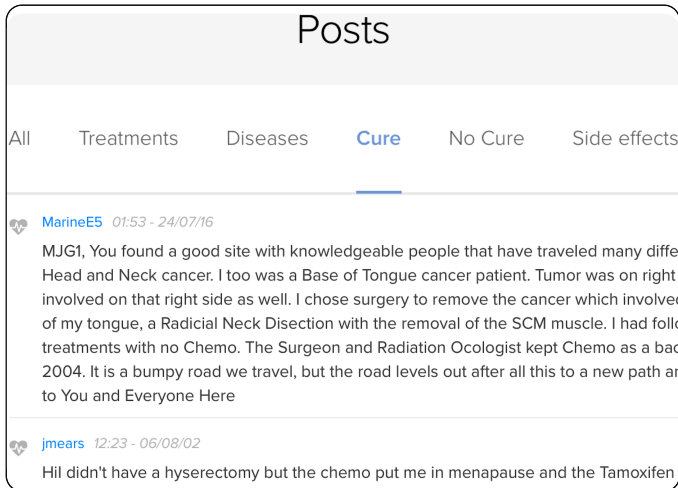 Posts
All Treatments Diseases Cure No Cure Side effects
MarineE5 01:53 - 24/07/16
MJG1, You found a good site with knowledgeable people that have traveled many diffe
Head and Neck cancer. I too was a Base of Tongue cancer patient. Tumor was on right
involved on that right side as well. I chose surgery to remove the cancer which involve
of my tongue, a Radicial Neck Disection with the removal of the SCM muscle. I had follo
treatments with no Chemo. The Surgeon and Radiation Ocologist kept Chemo as a bac
2004. It is a bumpy road we travel, but the road levels out after all this to a new path a
to You and Everyone Here
jmears 12:23 - 06/08/02
HiI didn't have a hyserectomy but the chemo put me in menapause and the Tamoxifen